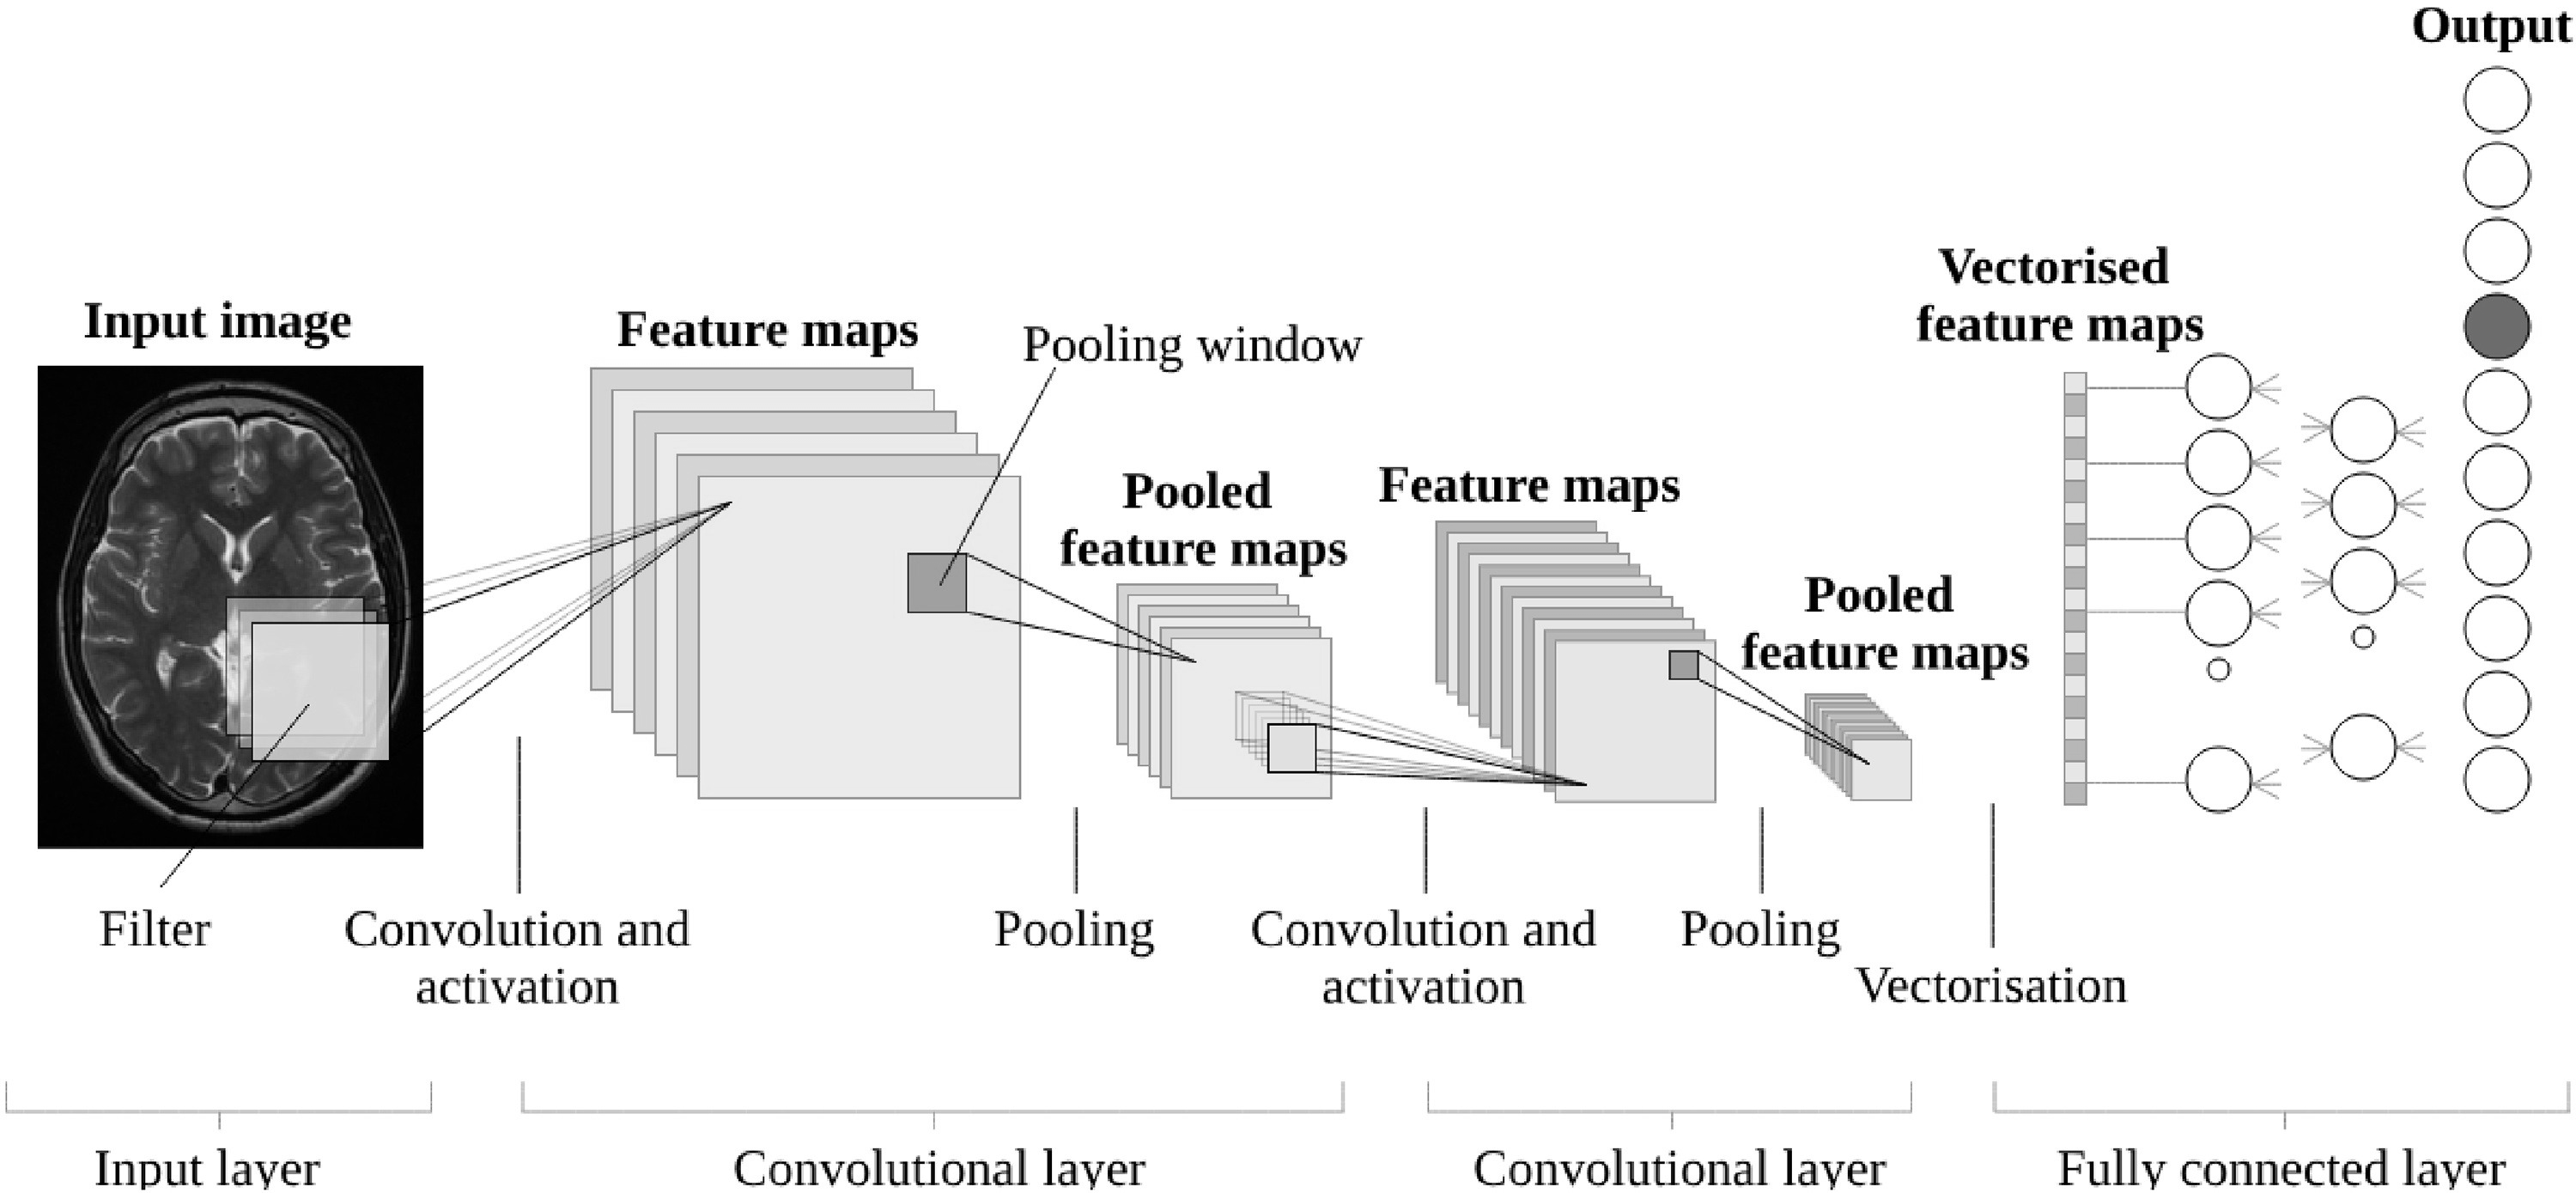 Output
Vectorised
feature maps
Input image
Feature maps
Pooling window
Pooled
feature maps
Feature maps
Pooled
feature maps
Filter
Convolution and
activation
Pooling
Convolution and
activation
Pooling
Vectorisation
Input layer
Convolutional layer
Convolutional layer
Fully connected layer